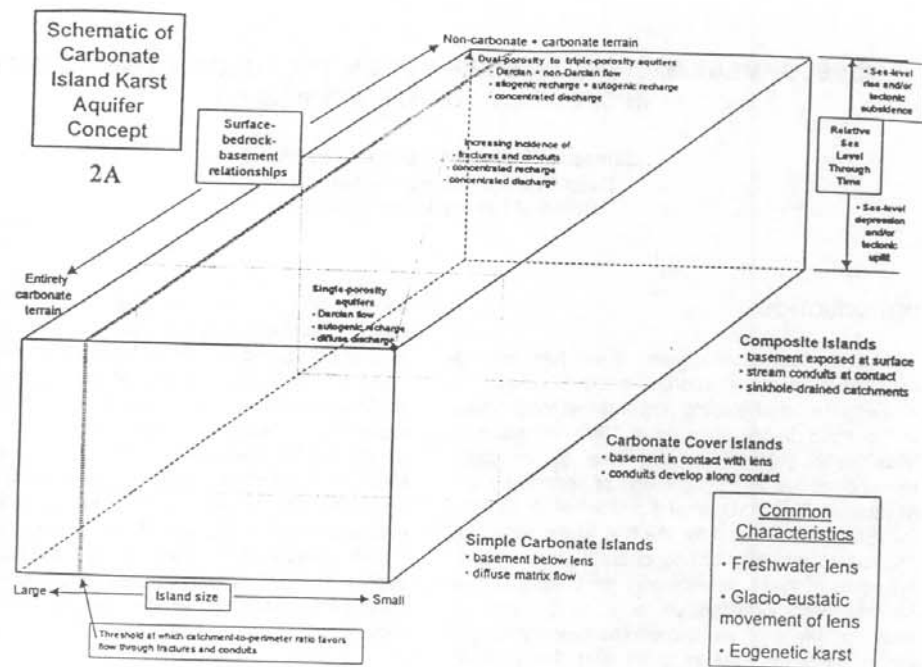 Schematic of
Carbonate
Island Karst
Aquifer
Concept
2A
Non-carbonate + carbonate terrain
Dual-porosity to triple-porosity aquifers
- Darcian + non-Darcian flow
- allogenic recharge + autogenic recharge
- concentrated discharge
Surface-
bedrock-
basement
relationships
Increasing incidence of
- fractures and conduits
- concentrated recharge
- concentrated discharge
• Sea-level
rise and/or
tectonic
subsidence
Relative
Sea
Level
Through
Time
• Sea-level
depression
and/or
tectonic
uplift
Entirely
carbonate
terrain
Single-porosity
aquifers
- Darcian flow
- autogenic recharge
- diffuse discharge
Composite Islands
• basement exposed at surface
• stream conduits at contact
• sinkhole-drained catchments
Carbonate Cover Islands
• basement in contact with lens
• conduits develop along contact
Simple Carbonate Islands
• basement below lens
• diffuse matrix flow
Common
Characteristics
• Freshwater lens
• Glacio-eustatic
movement of lens
• Eogenetic karst
Large Island size Small
Threshold at which catchment-to-perimeter ratio favors
flow through fractures and conduits